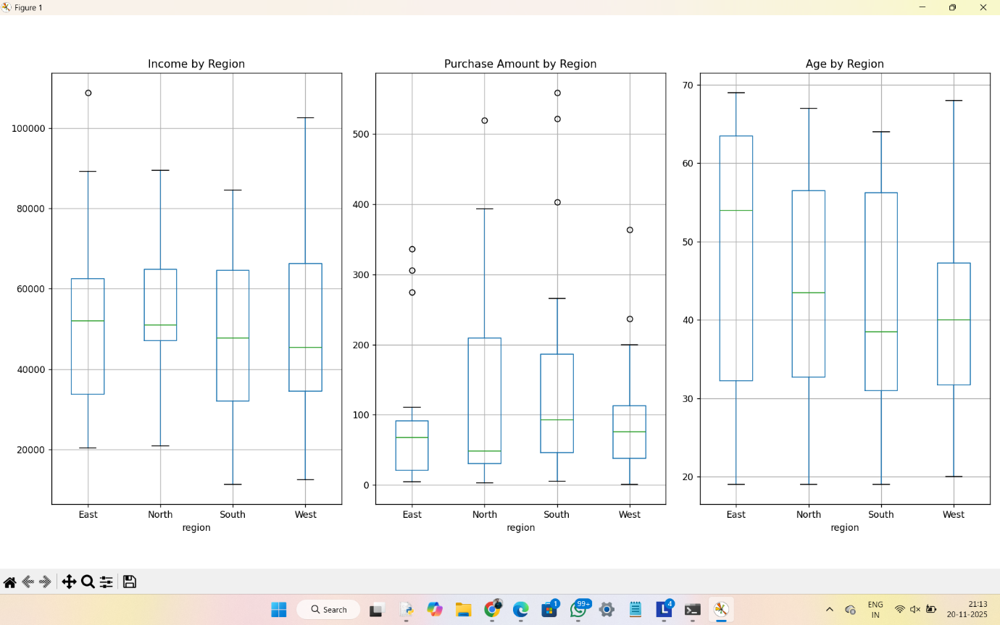 Figure 1
Income by Region
100000
80000
60000
40000
20000
East North South West
region
Purchase Amount by Region
500
400
300
200
100
0
East North South West
region
Age by Region
70
60
50
40
30
20
East North South West
region
Search
1
99+
L
4
ENG
IN
21:13
20-11-2025